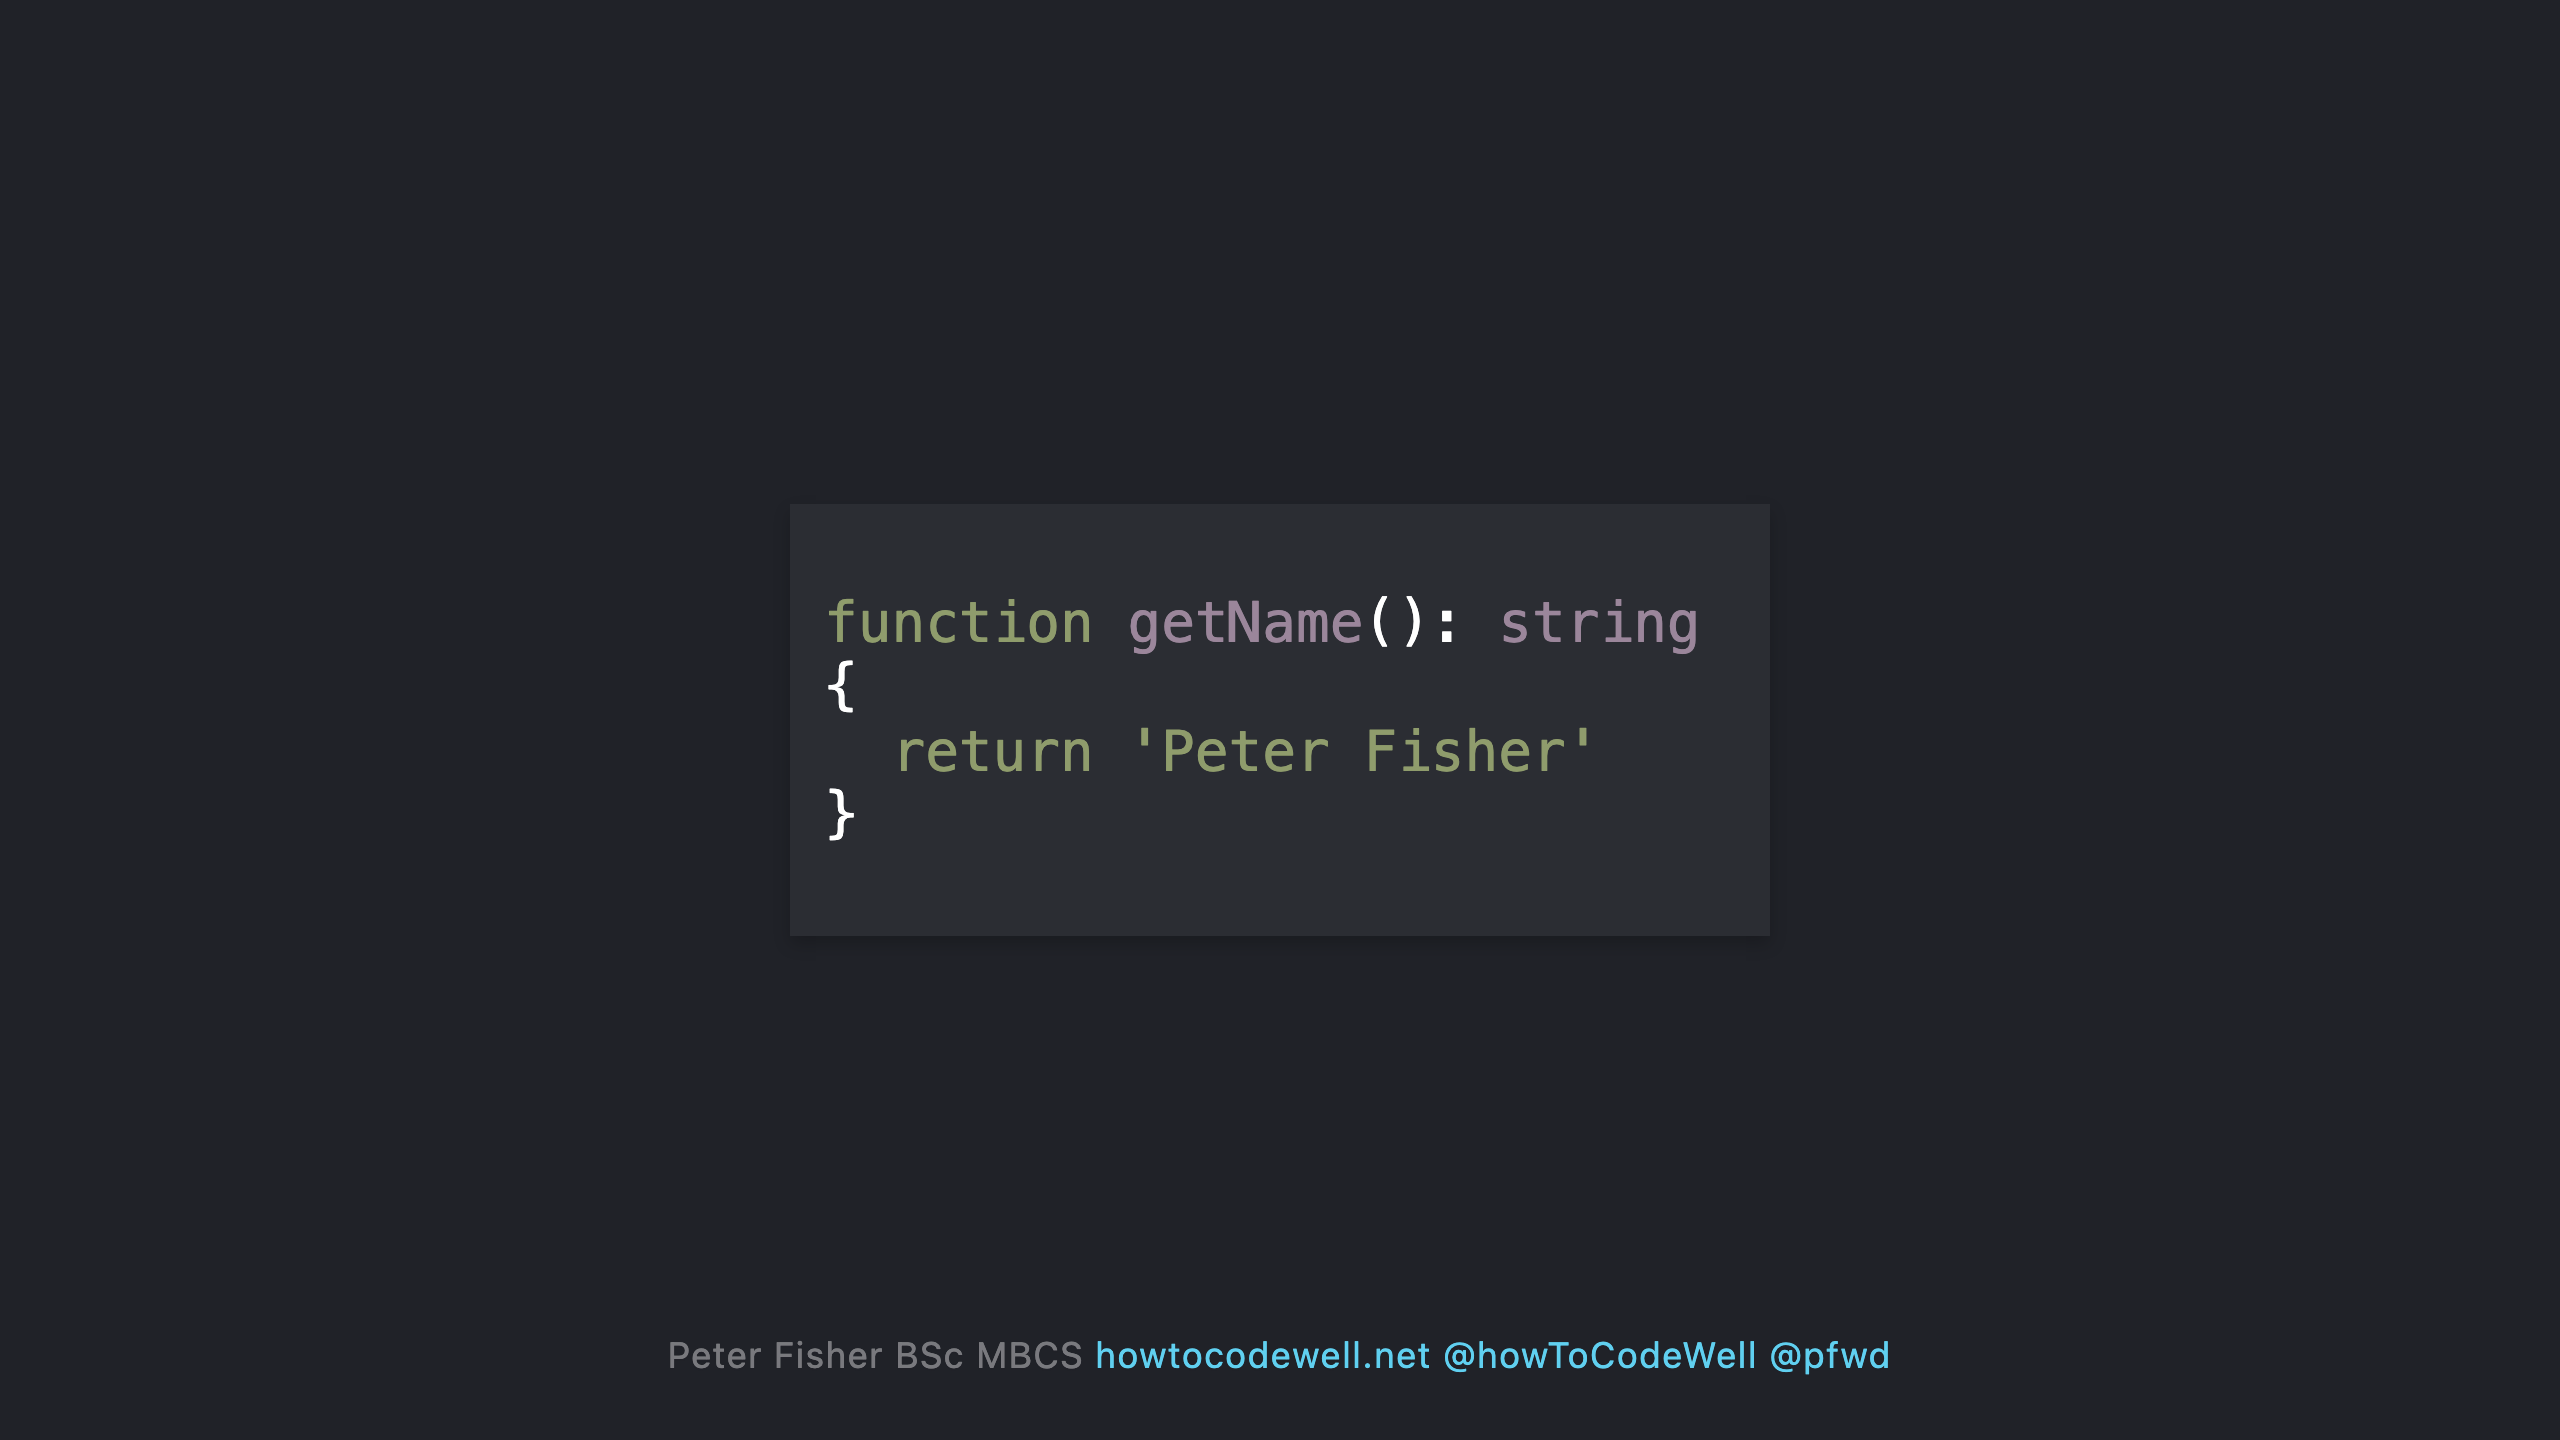 function getName(): string
{
  return 'Peter Fisher'
}
Peter Fisher BSc MBCS howtocodewell.net @howToCodeWell @pfwd